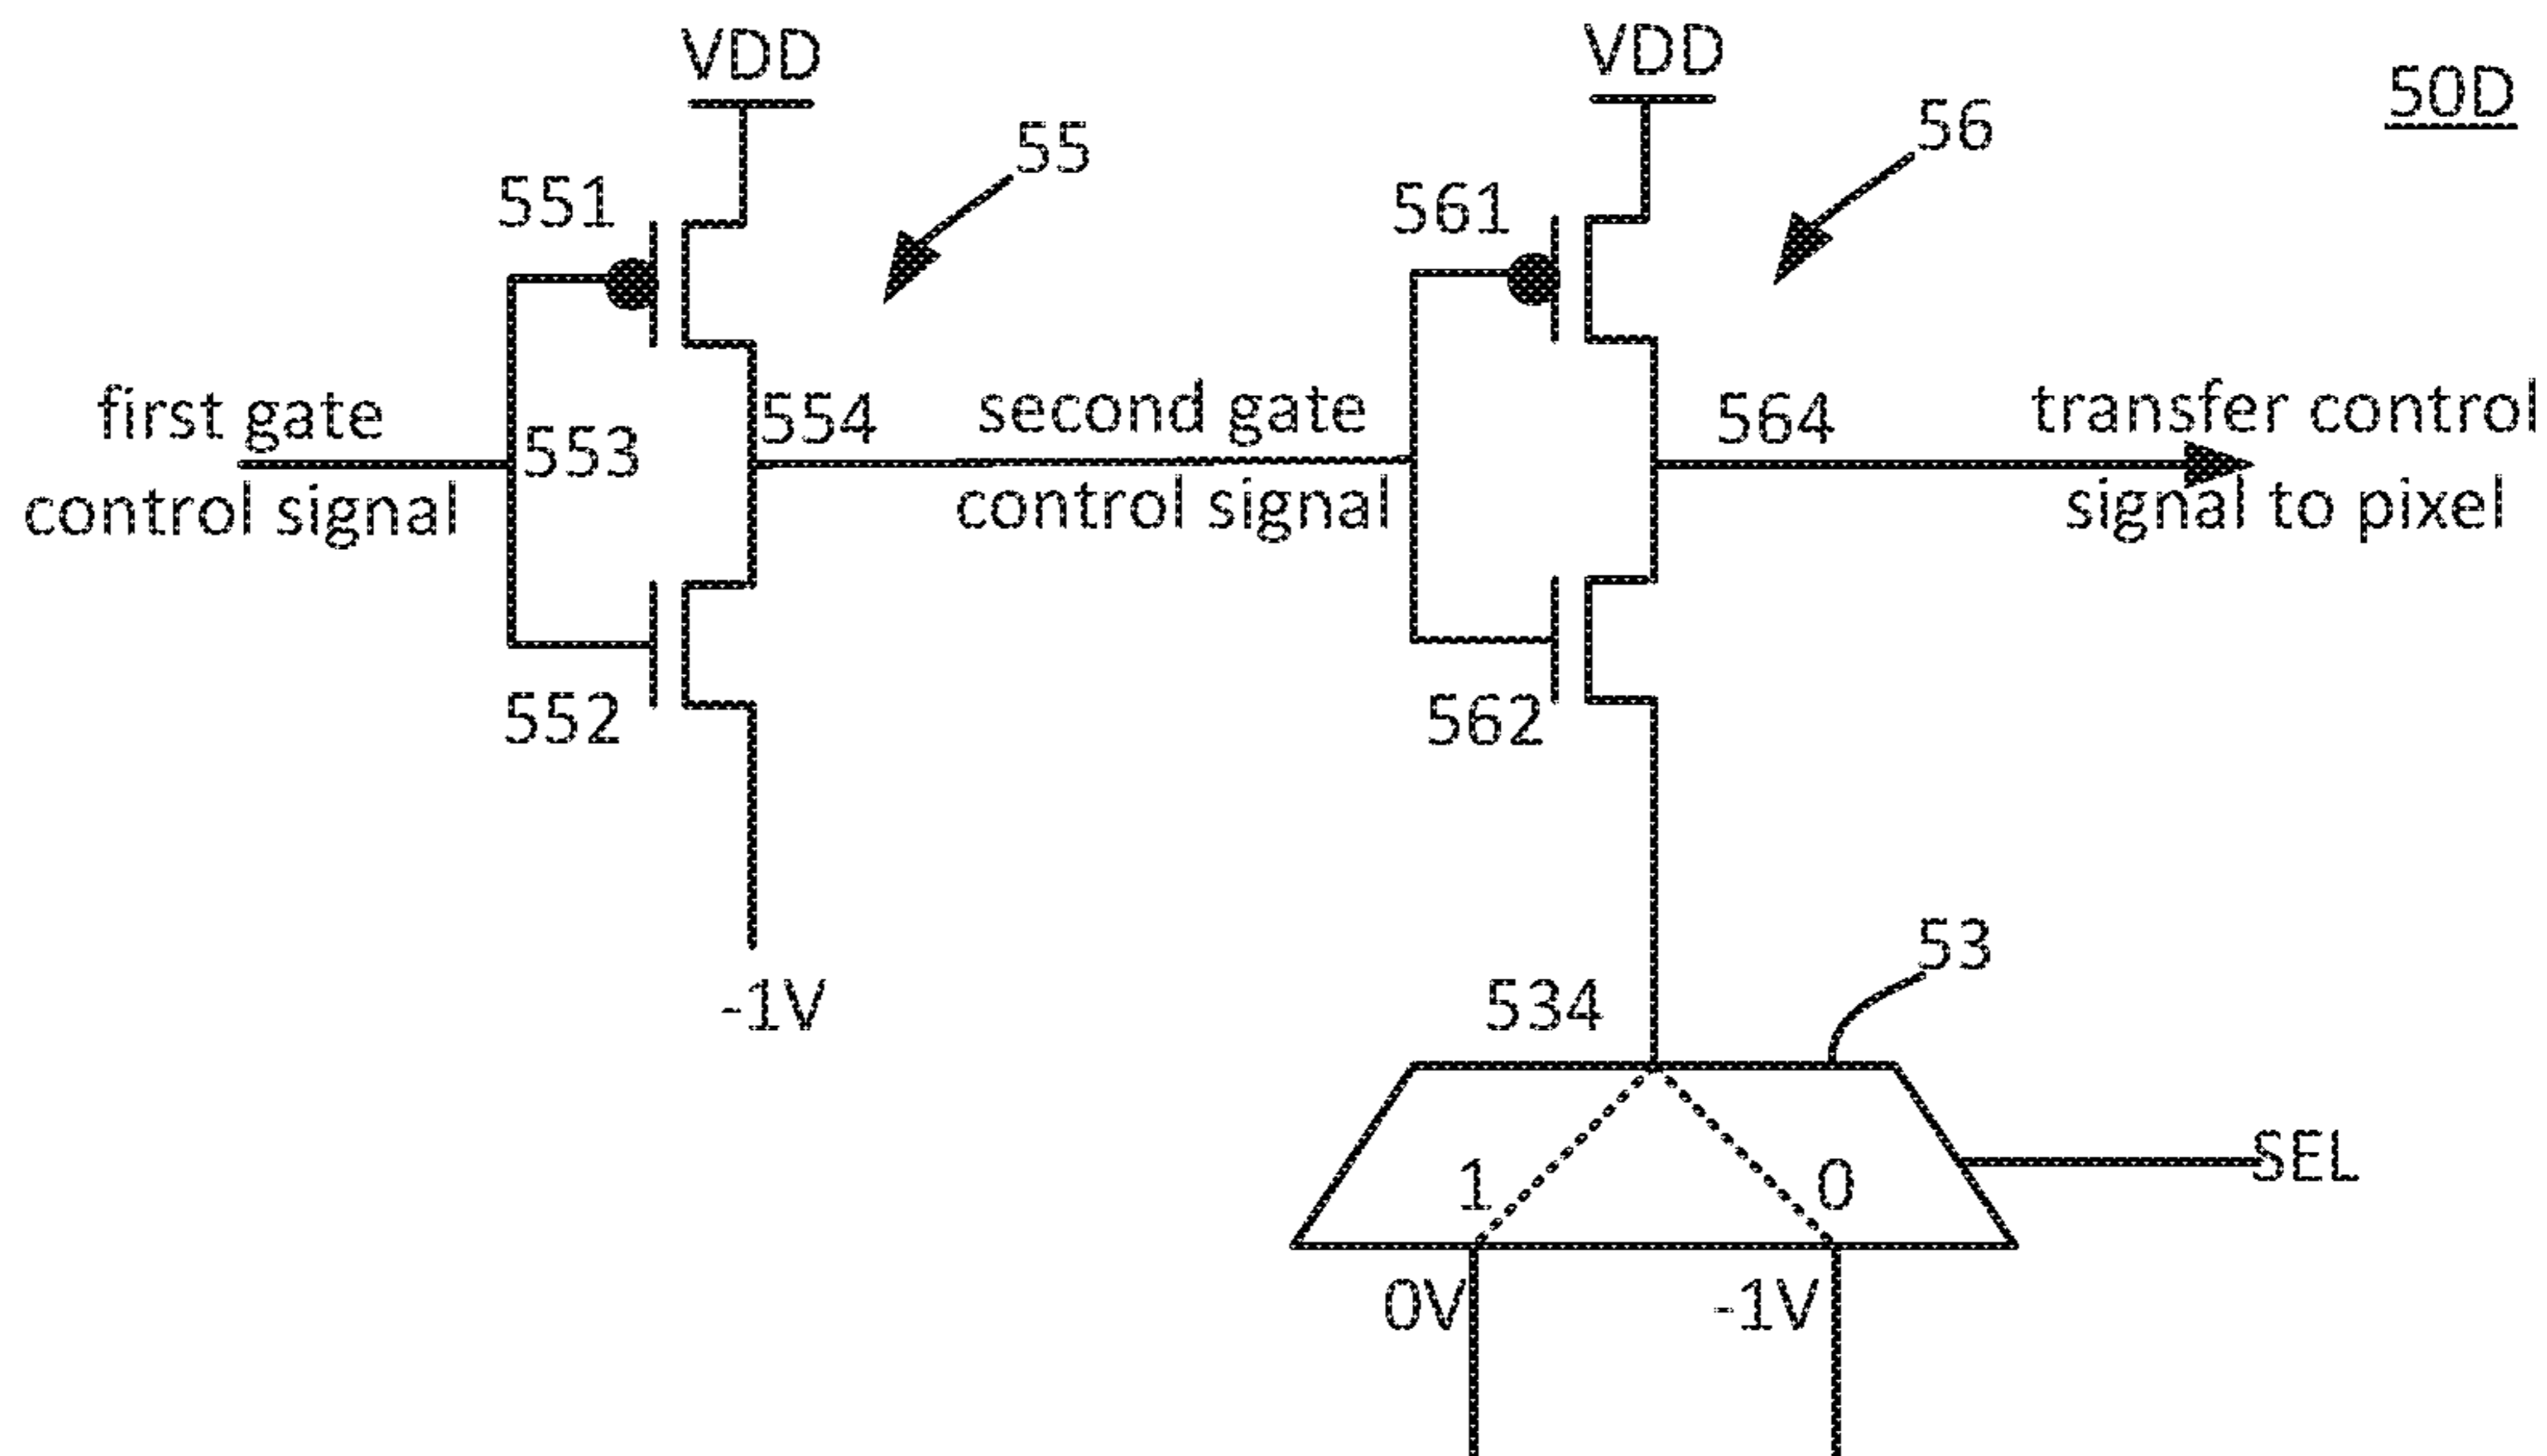 VDD
VDD
50D
55
56
551
561
first gate
control signal
553
554
second gate
control signal
564
transfer control
signal to pixel
552
562
-1V
534
53
1
0
SEL
0V
-1V